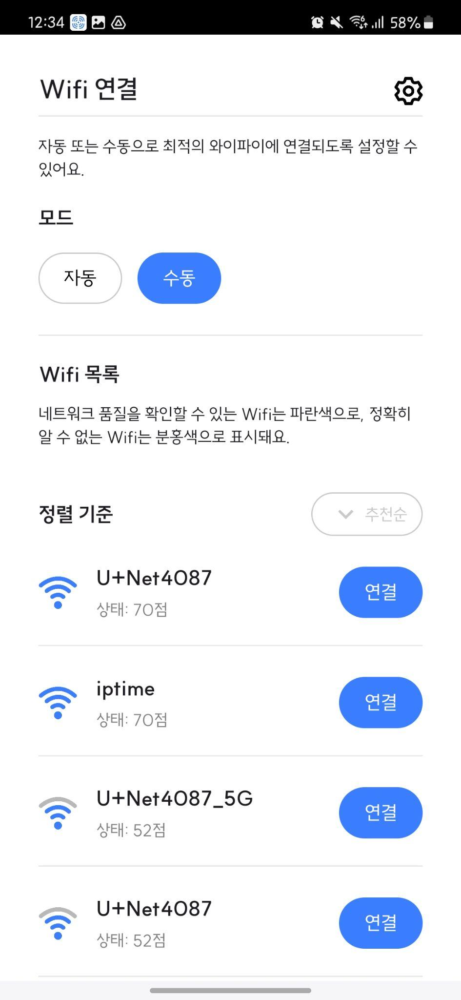 12:34
58%
Wifi 연결
자동 또는 수동으로 최적의 와이파이에 연결되도록 설정할 수
있어요.
모드
자동
수동
Wifi 목록
네트워크 품질을 확인할 수 있는 Wifi는 파란색으로, 정확히
알 수 없는 Wifi는 분홍색으로 표시돼요.
정렬 기준
추천순
U+Net4087
상태: 70점
연결
iptime
상태: 70점
연결
U+Net4087_5G
상태: 52점
연결
U+Net4087
상태: 52점
연결